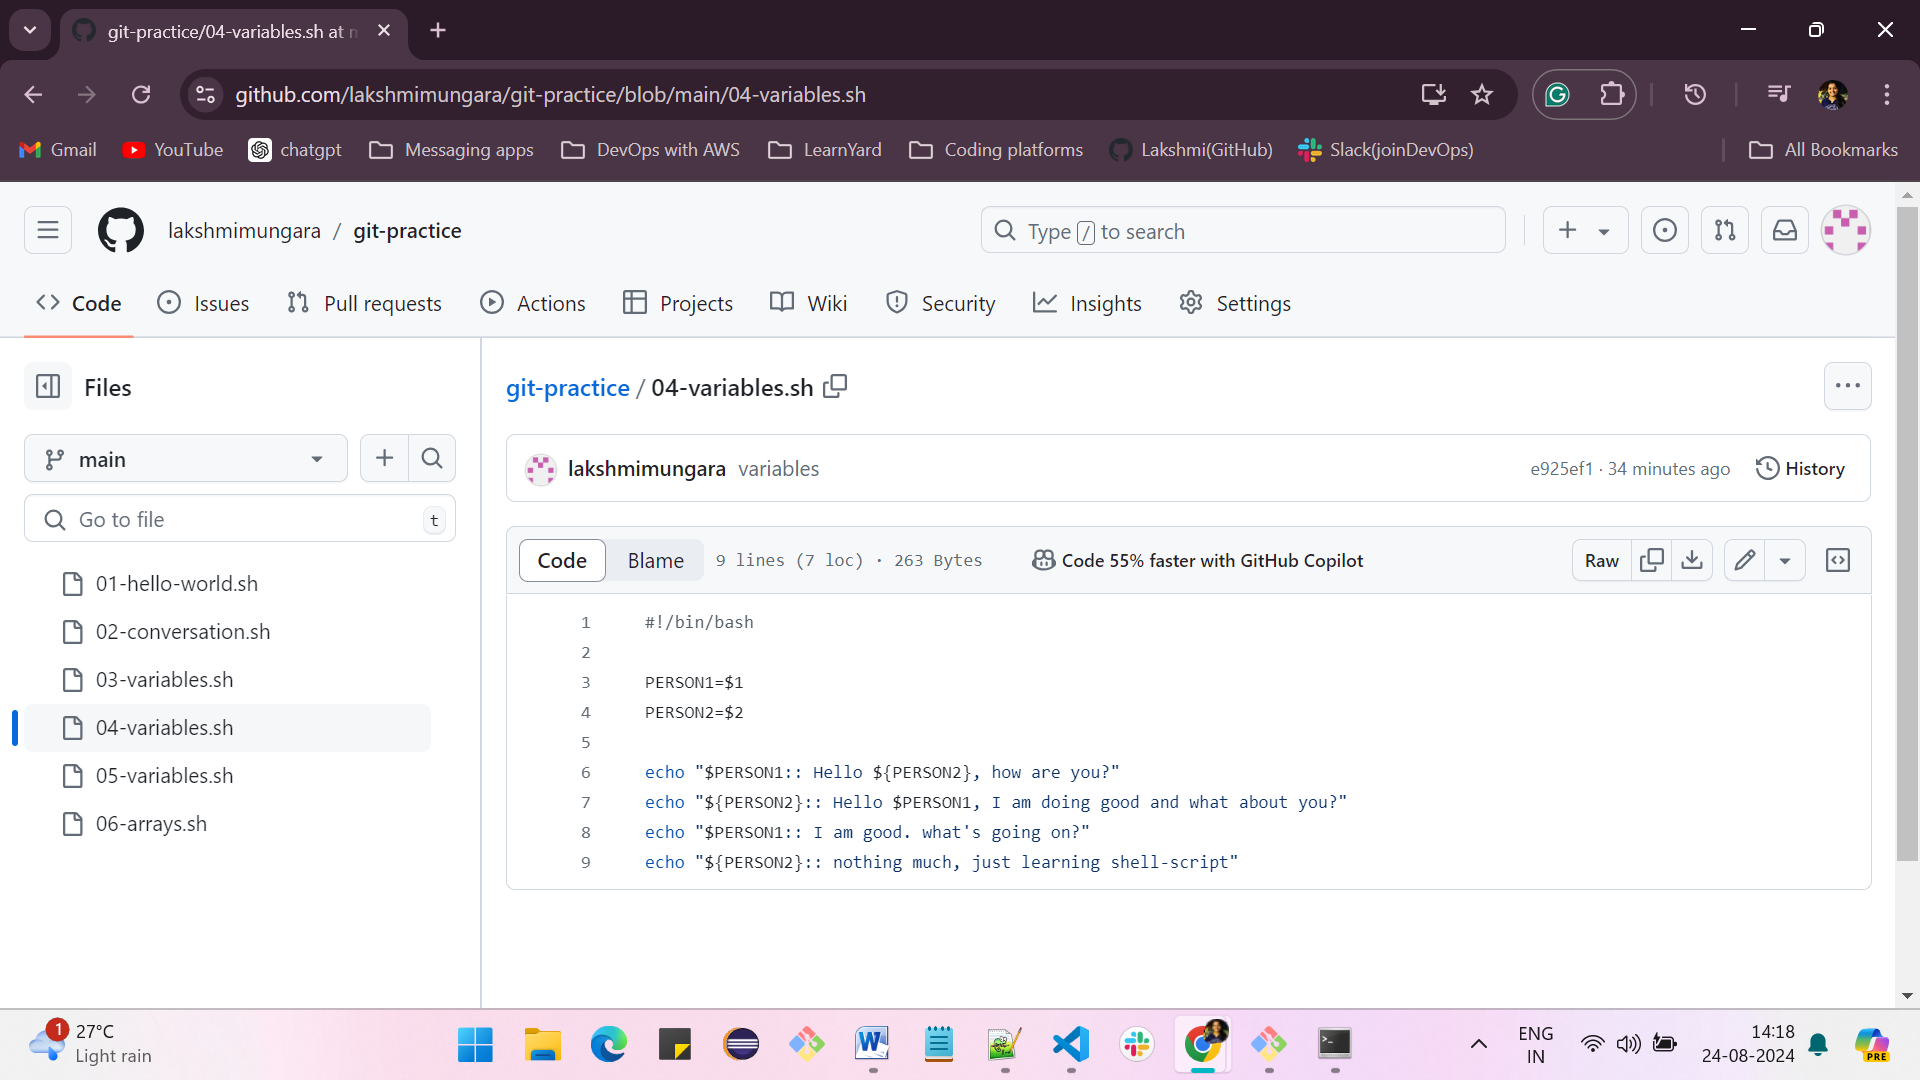 git-practice/04-variables.sh at m
github.com/lakshmimungara/git-practice/blob/main/04-variables.sh
Gmail YouTube chatgpt Messaging apps DevOps with AWS LearnYard Coding platforms Lakshmi(GitHub) Slack(joinDevOps) All Bookmarks
lakshmimungara / git-practice
Type / to search
Code Issues Pull requests Actions Projects Wiki Security Insights Settings
Files
git-practice / 04-variables.sh
main
lakshmimungara variables
e925ef1 · 34 minutes ago History
Go to file t
Code Blame 9 lines (7 loc) · 263 Bytes Code 55% faster with GitHub Copilot Raw
01-hello-world.sh
02-conversation.sh
03-variables.sh
04-variables.sh
05-variables.sh
06-arrays.sh
1 #!/bin/bash
2
3 PERSON1=$1
4 PERSON2=$2
5
6 echo "$PERSON1:: Hello ${PERSON2}, how are you?"
7 echo "${PERSON2}:: Hello $PERSON1, I am doing good and what about you?"
8 echo "$PERSON1:: I am good. what's going on?"
9 echo "${PERSON2}:: nothing much, just learning shell-script"
1
27°C
Light rain
ENG
IN
14:18
24-08-2024
PRE